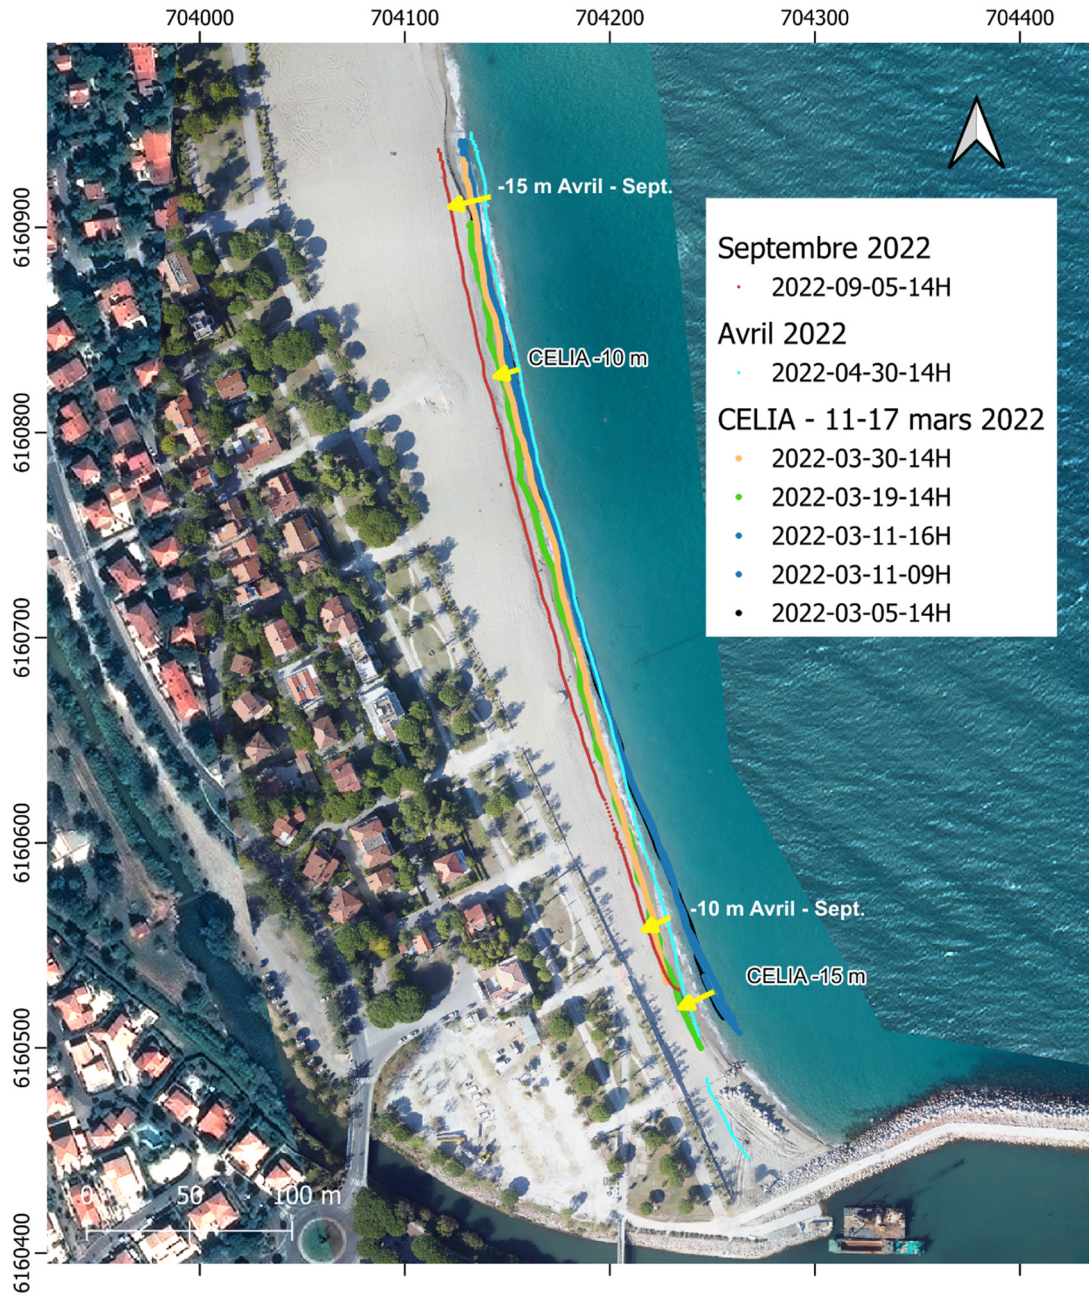 704000 704100 704200 704300 704400
6160900
6160800
6160700
6160600
6160500
6160400
-15 m Avril - Sept.
CELIA -10 m
-10 m Avril - Sept.
CELIA -15 m
Septembre 2022
2022-09-05-14H
Avril 2022
2022-04-30-14H
CELIA - 11-17 mars 2022
2022-03-30-14H
2022-03-19-14H
2022-03-11-16H
2022-03-11-09H
2022-03-05-14H
0 50 100 m